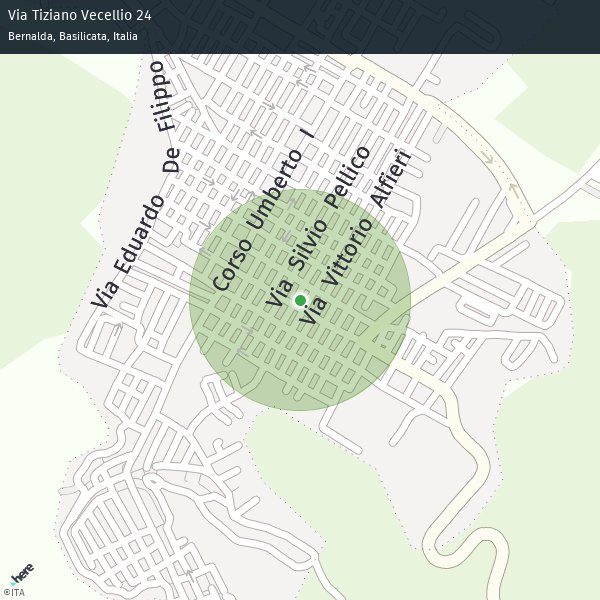 Via Tiziano Vecellio 24
Bernalda, Basilicata, Italia
Via Eduardo De Filippo
Corso Umberto I
Via Silvio Pellico
Via Vittorio Alfieri
here
©ITA